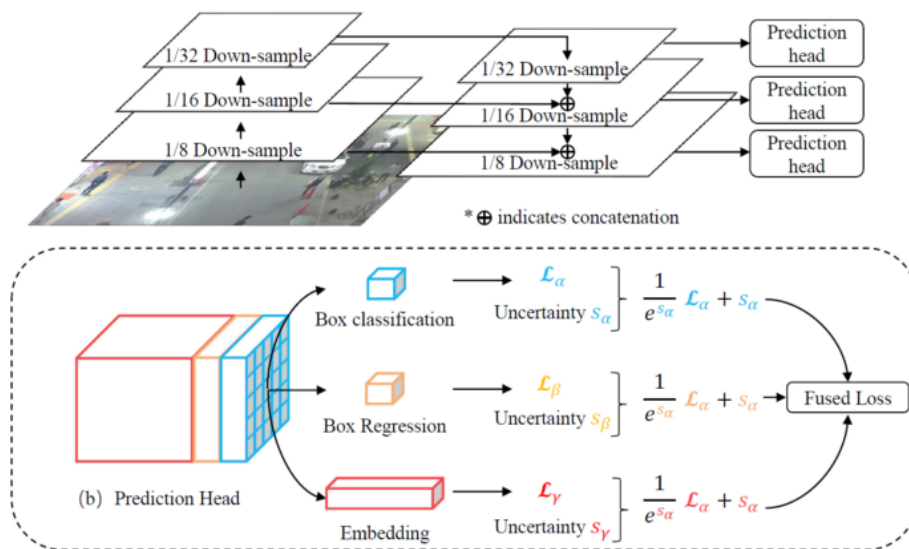 1/32 Down-sample
1/16 Down-sample
1/8 Down-sample
1/32 Down-sample
1/16 Down-sample
1/8 Down-sample
Prediction
head
Prediction
head
Prediction
head
* ⊕ indicates concatenation
Box classification
ℒα
Uncertainty sα
1/e^sα ℒα + sα
Box Regression
ℒβ
Uncertainty sβ
1/e^sα ℒα + sα
Fused Loss
Embedding
ℒγ
Uncertainty sγ
1/e^sα ℒα + sα
(b) Prediction Head